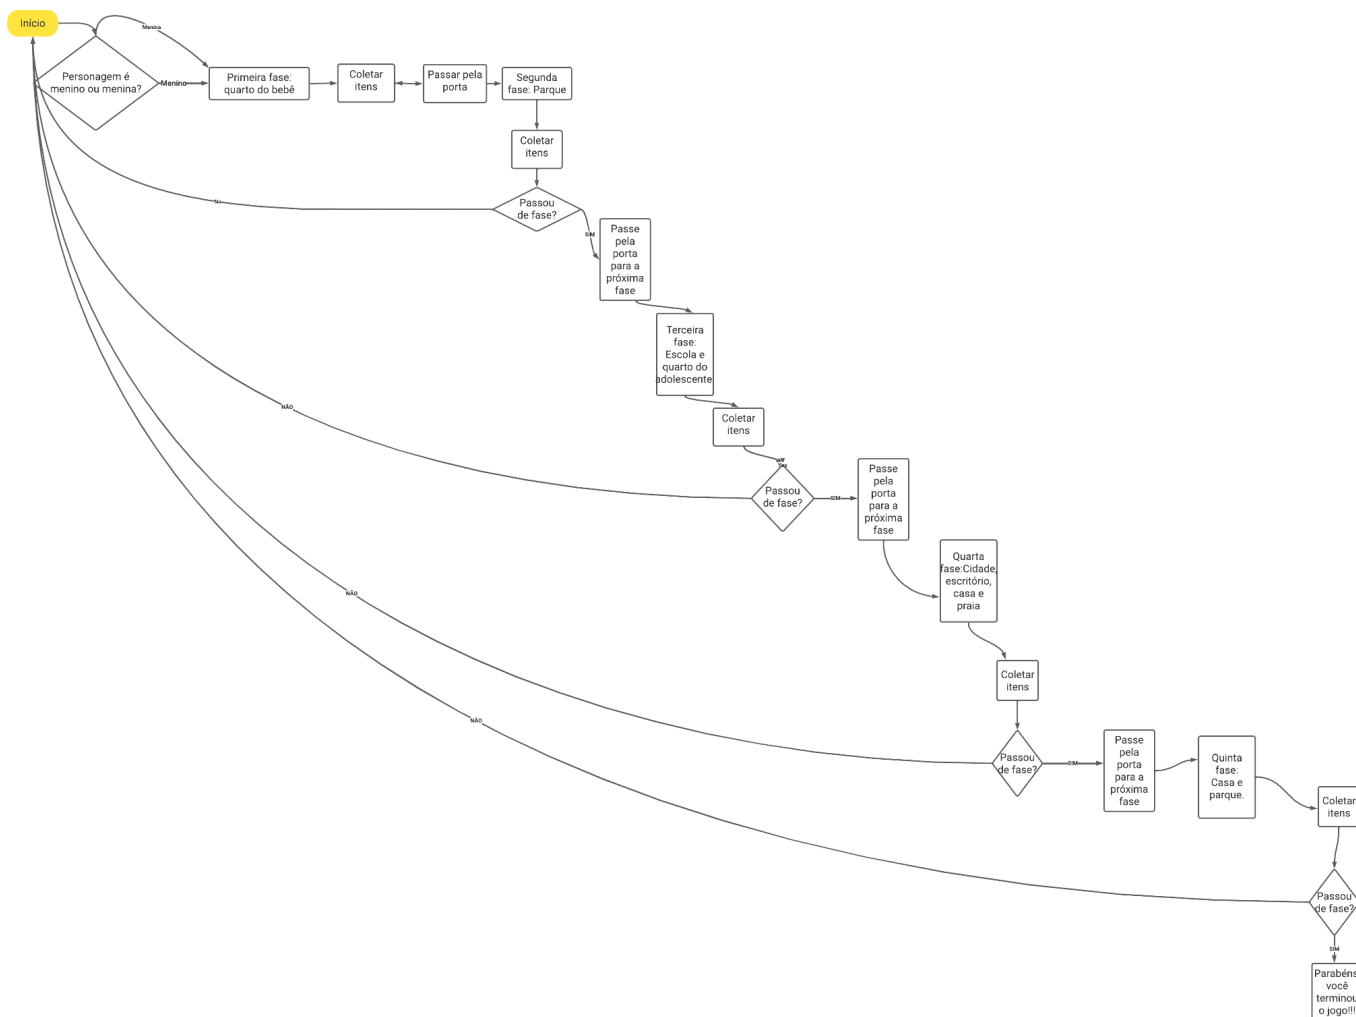 Início
Menina
Personagem é
menino ou menina?
Menino
Primeira fase:
quarto do bebê
Coletar
itens
Passar pela
porta
Segunda
fase: Parque
Coletar
itens
Passou
de fase?
No
SIM
Passe
pela
porta
para a
próxima
fase
Terceira
fase:
Escola e
quarto do
adolescente
Coletar
itens
NÃO
Yes
Passou
de fase?
SIM
Passe
pela
porta
para a
próxima
fase
Quarta
fase:Cidade,
escritório,
casa e
praia
NÃO
Coletar
itens
NÃO
Passou
de fase?
SIM
Passe
pela
porta
para a
próxima
fase
Quinta
fase:
Casa e
parque.
Coletar
itens
Passou
de fase?
SIM
Parabéns
você
terminou
o jogo!!!